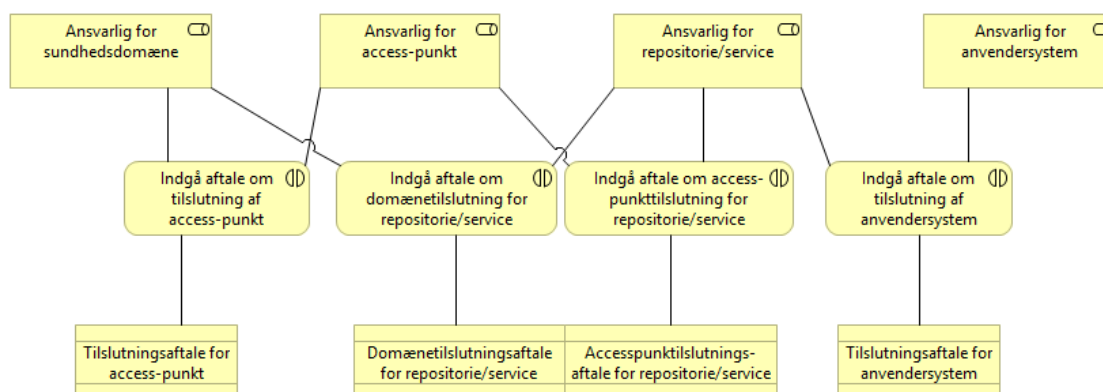 Ansvarlig for
sundhedsdomæne
Ansvarlig for
access-punkt
Ansvarlig for
repositorie/service
Ansvarlig for
anvendersystem
Indgå aftale om
tilslutning af
access-punkt
Indgå aftale om
domænetilslutning for
repositorie/service
Indgå aftale om access-
punkttilslutning for
repositorie/service
Indgå aftale om
tilslutning af
anvendersystem
Tilslutningsaftale for
access-punkt
Domænetilslutningsaftale
for repositorie/service
Accesspunktilslutnings-
aftale for repositorie/service
Tilslutningsaftale for
anvendersystem